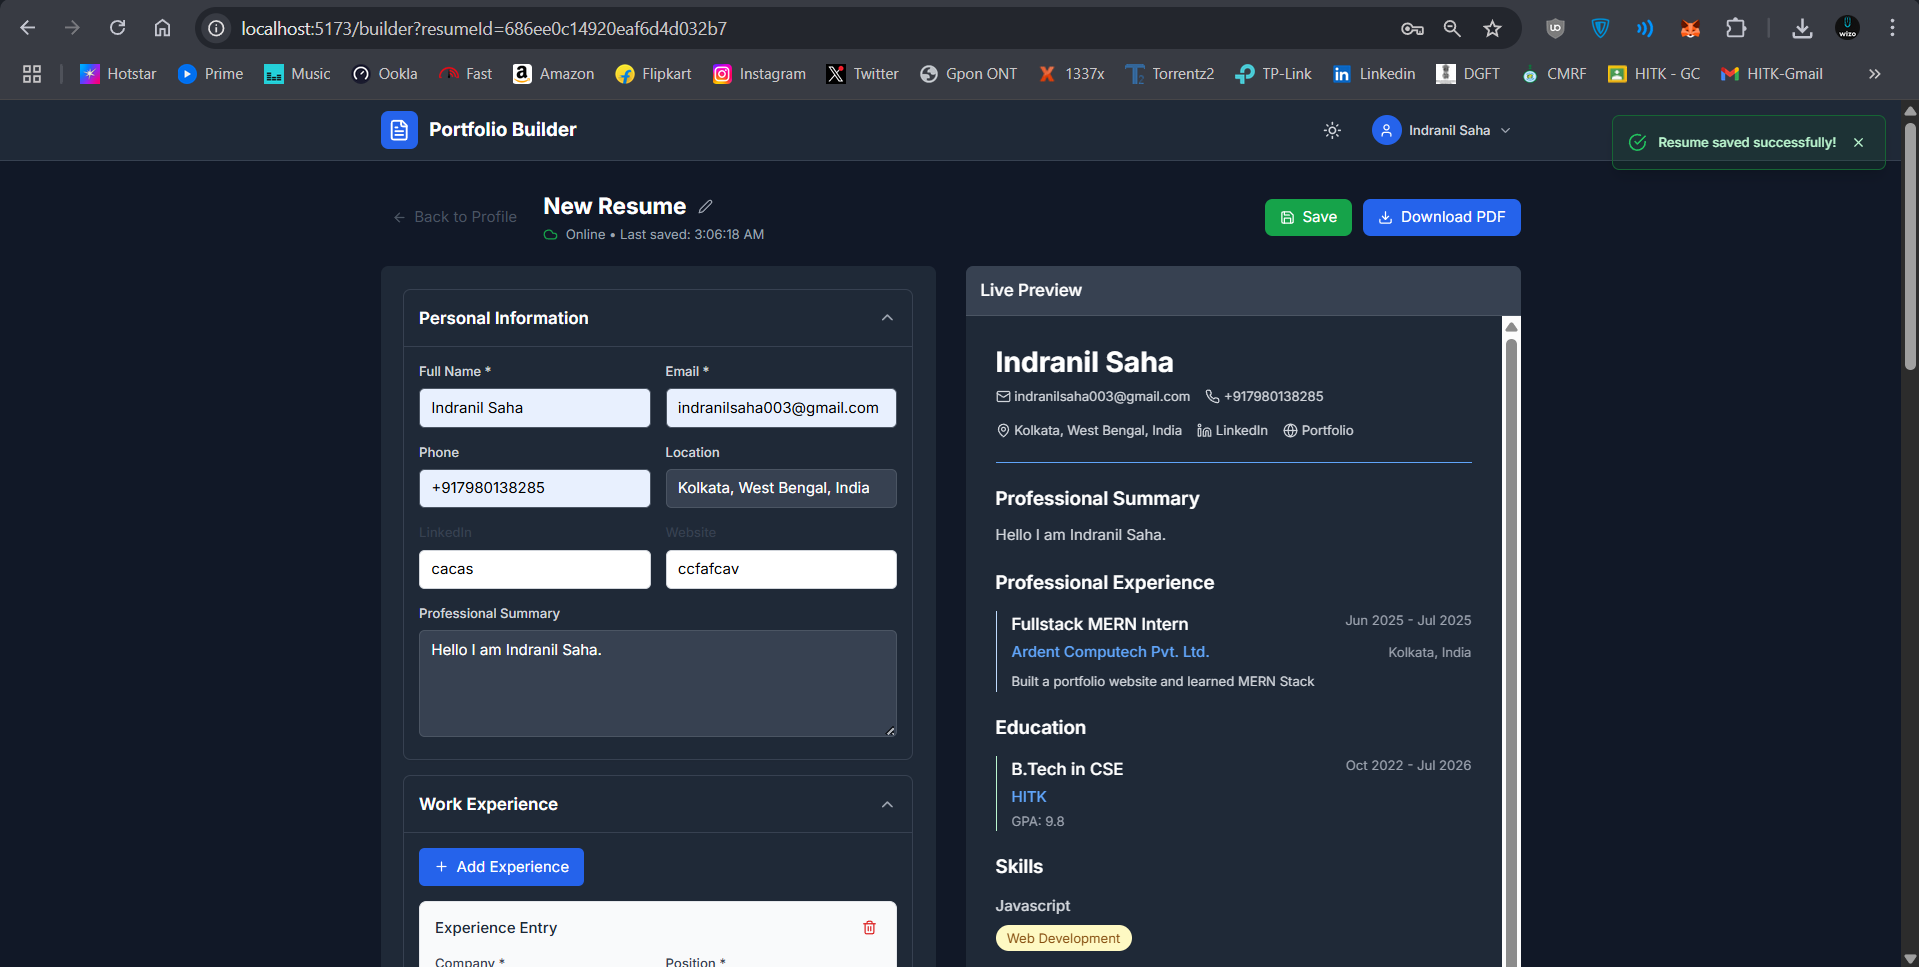 localhost:5173/builder?resumeId=686ee0c14920eaf6d4d032b7
wizo
Hotstar Prime Music Ookla Fast Amazon Flipkart Instagram Twitter Gpon ONT 1337x Torrentz2 TP-Link Linkedin DGFT CMRF HITK - GC HITK-Gmail
Portfolio Builder
Indranil Saha
Resume saved successfully!
Back to Profile
New Resume
Online • Last saved: 3:06:18 AM
Save
Download PDF
Personal Information
Full Name *
Email *
Indranil Saha
indranilsaha003@gmail.com
Phone
Location
+917980138285
Kolkata, West Bengal, India
LinkedIn
Website
cacas
ccfafcav
Professional Summary
Hello I am Indranil Saha.
Work Experience
+ Add Experience
Experience Entry
Company *
Position *
Live Preview
Indranil Saha
indranilsaha003@gmail.com +917980138285
Kolkata, West Bengal, India LinkedIn Portfolio
Professional Summary
Hello I am Indranil Saha.
Professional Experience
Fullstack MERN Intern Jun 2025 - Jul 2025
Ardent Computech Pvt. Ltd. Kolkata, India
Built a portfolio website and learned MERN Stack
Education
B.Tech in CSE Oct 2022 - Jul 2026
HITK
GPA: 9.8
Skills
Javascript
Web Development